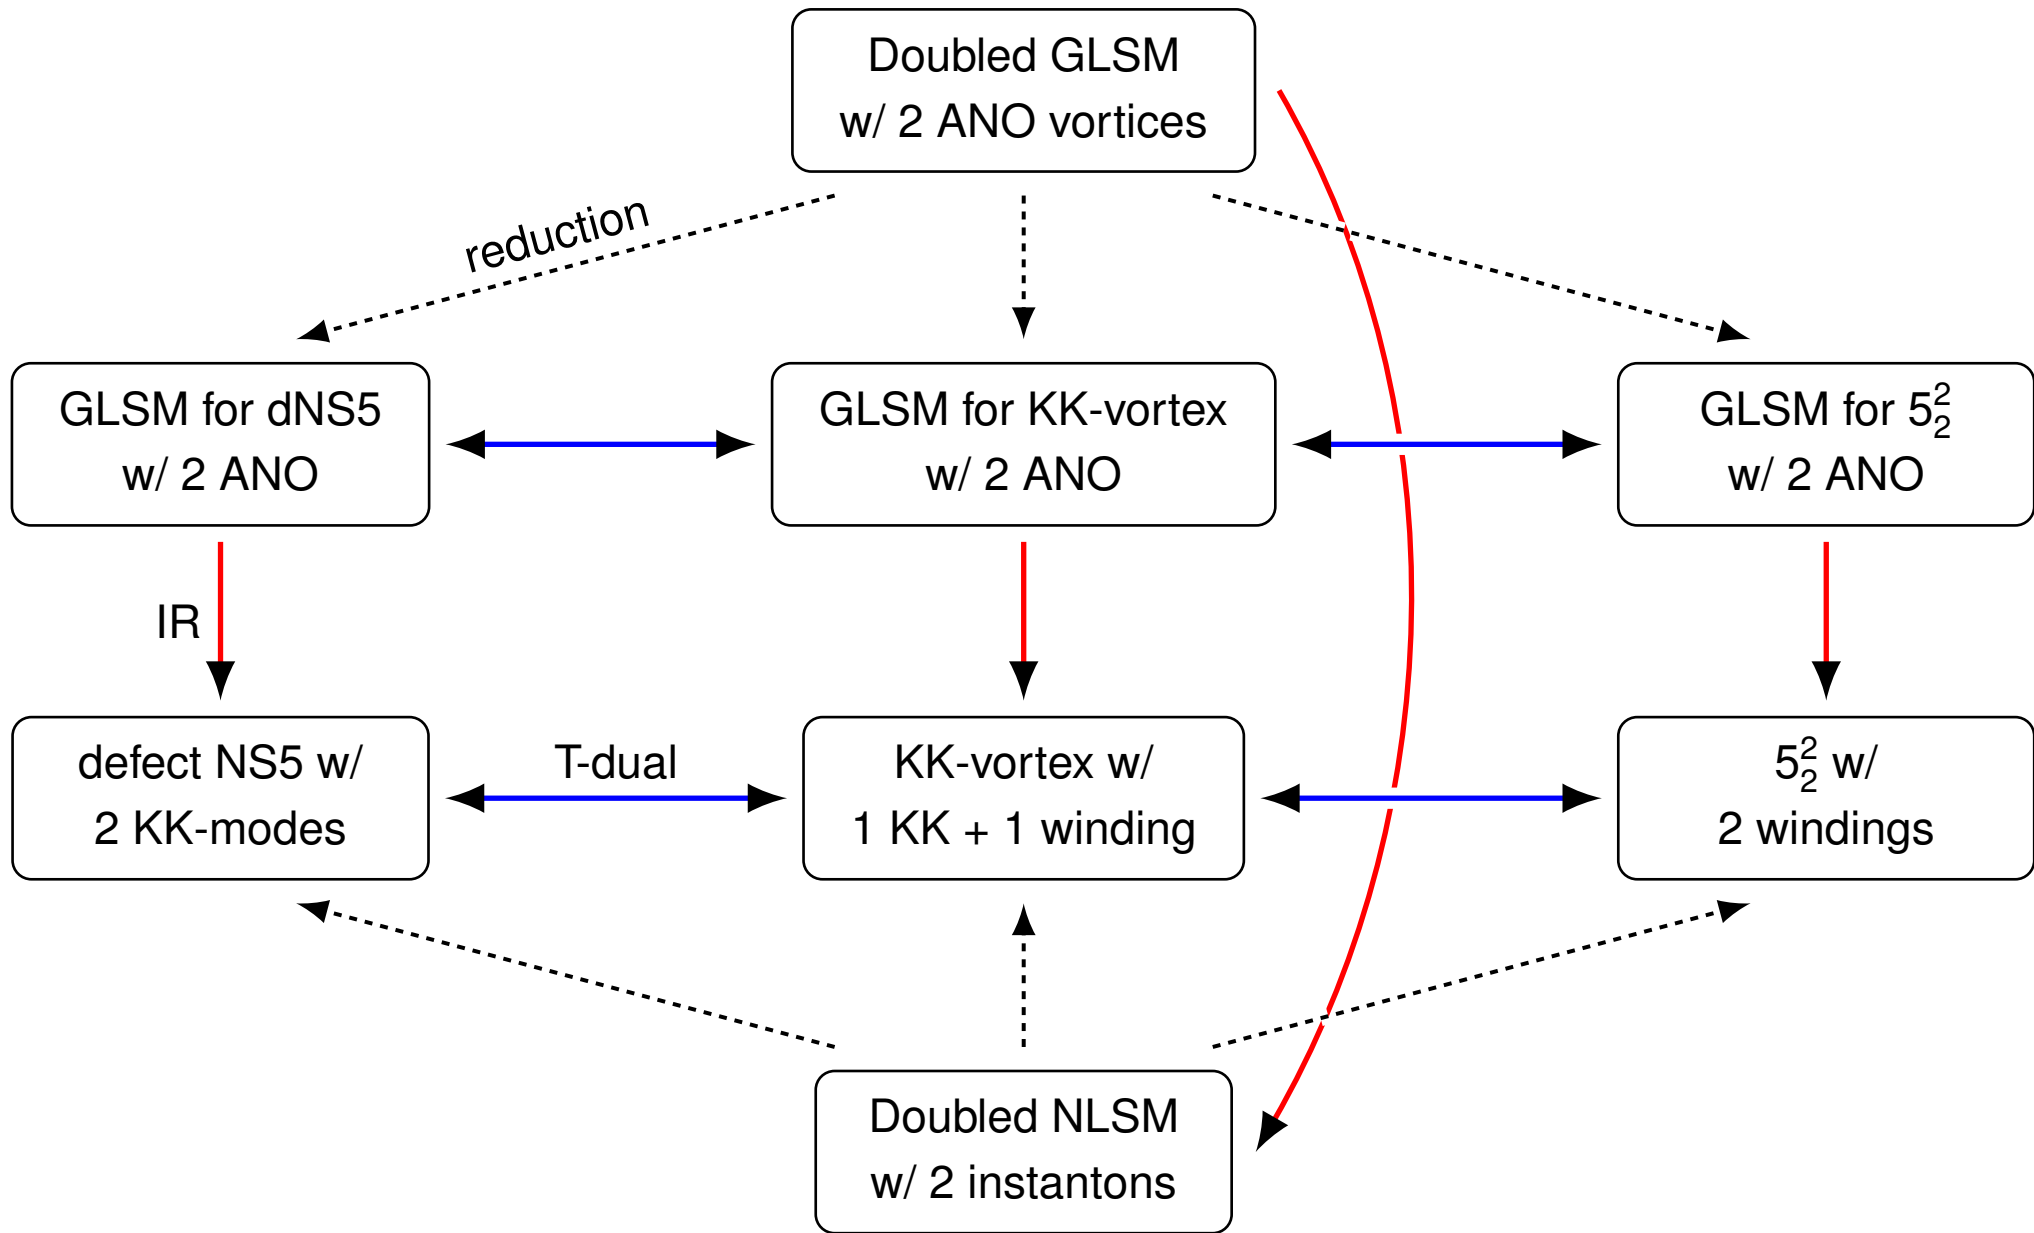 Doubled GLSM
w/ 2 ANO vortices
reduction
GLSM for dNS5
w/ 2 ANO
GLSM for KK-vortex
w/ 2 ANO
GLSM for 5²₂
w/ 2 ANO
IR
defect NS5 w/
2 KK-modes
T-dual
KK-vortex w/
1 KK + 1 winding
5²₂ w/
2 windings
Doubled NLSM
w/ 2 instantons